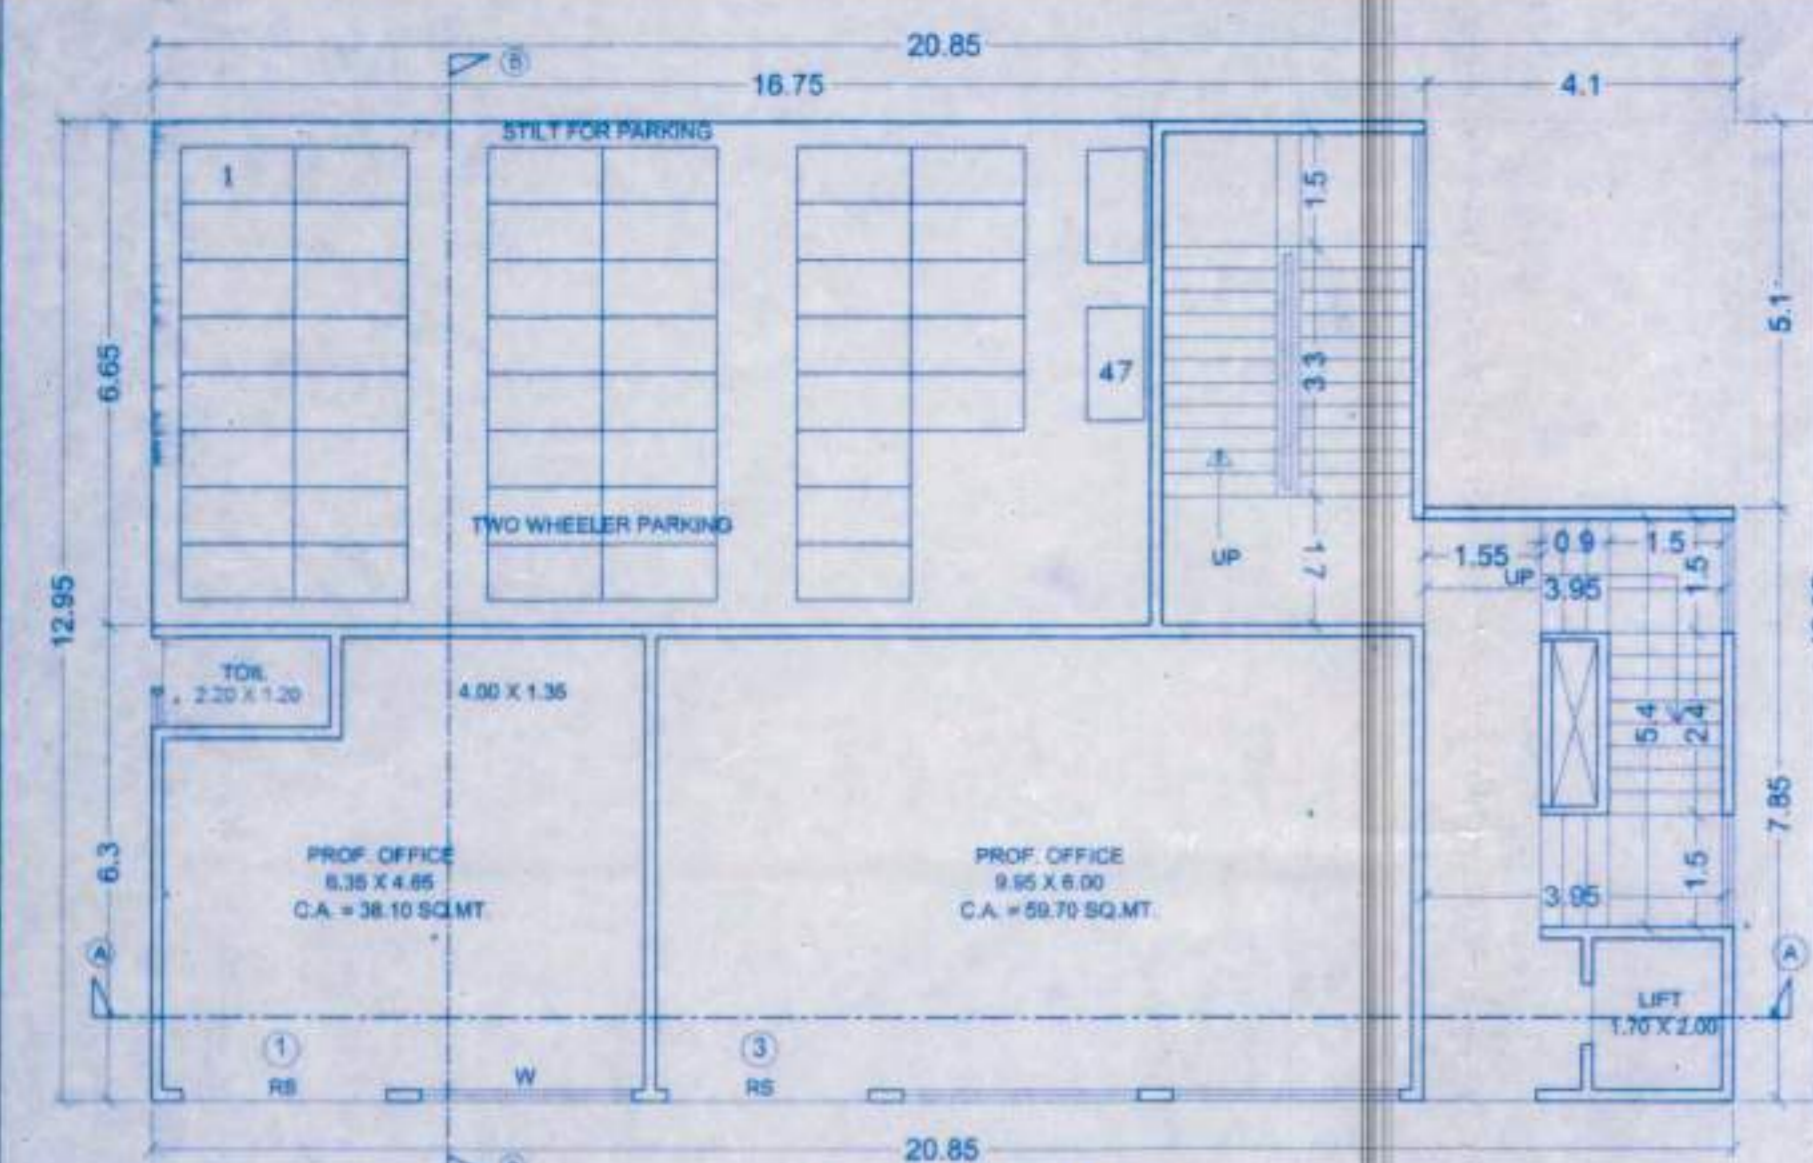 20.85
B
16.75
4.1
STILT FOR PARKING
1
1.5
5.1
6.65
3.3
47
TWO WHEELER PARKING
UP
1.7
1.55
0.9
1.5
UP
3.95
1.5
12.95
TOIL.
2.20 X 1.20
4.00 X 1.35
5.4
2.4
7.85
6.3
PROF. OFFICE
6.35 X 4.65
C.A. = 38.10 SQ.MT.
PROF. OFFICE
9.95 X 6.00
C.A. = 59.70 SQ.MT.
3.95
1.5
A
A
LIFT
1.70 X 2.00
1
3
RS
W
RS
20.85